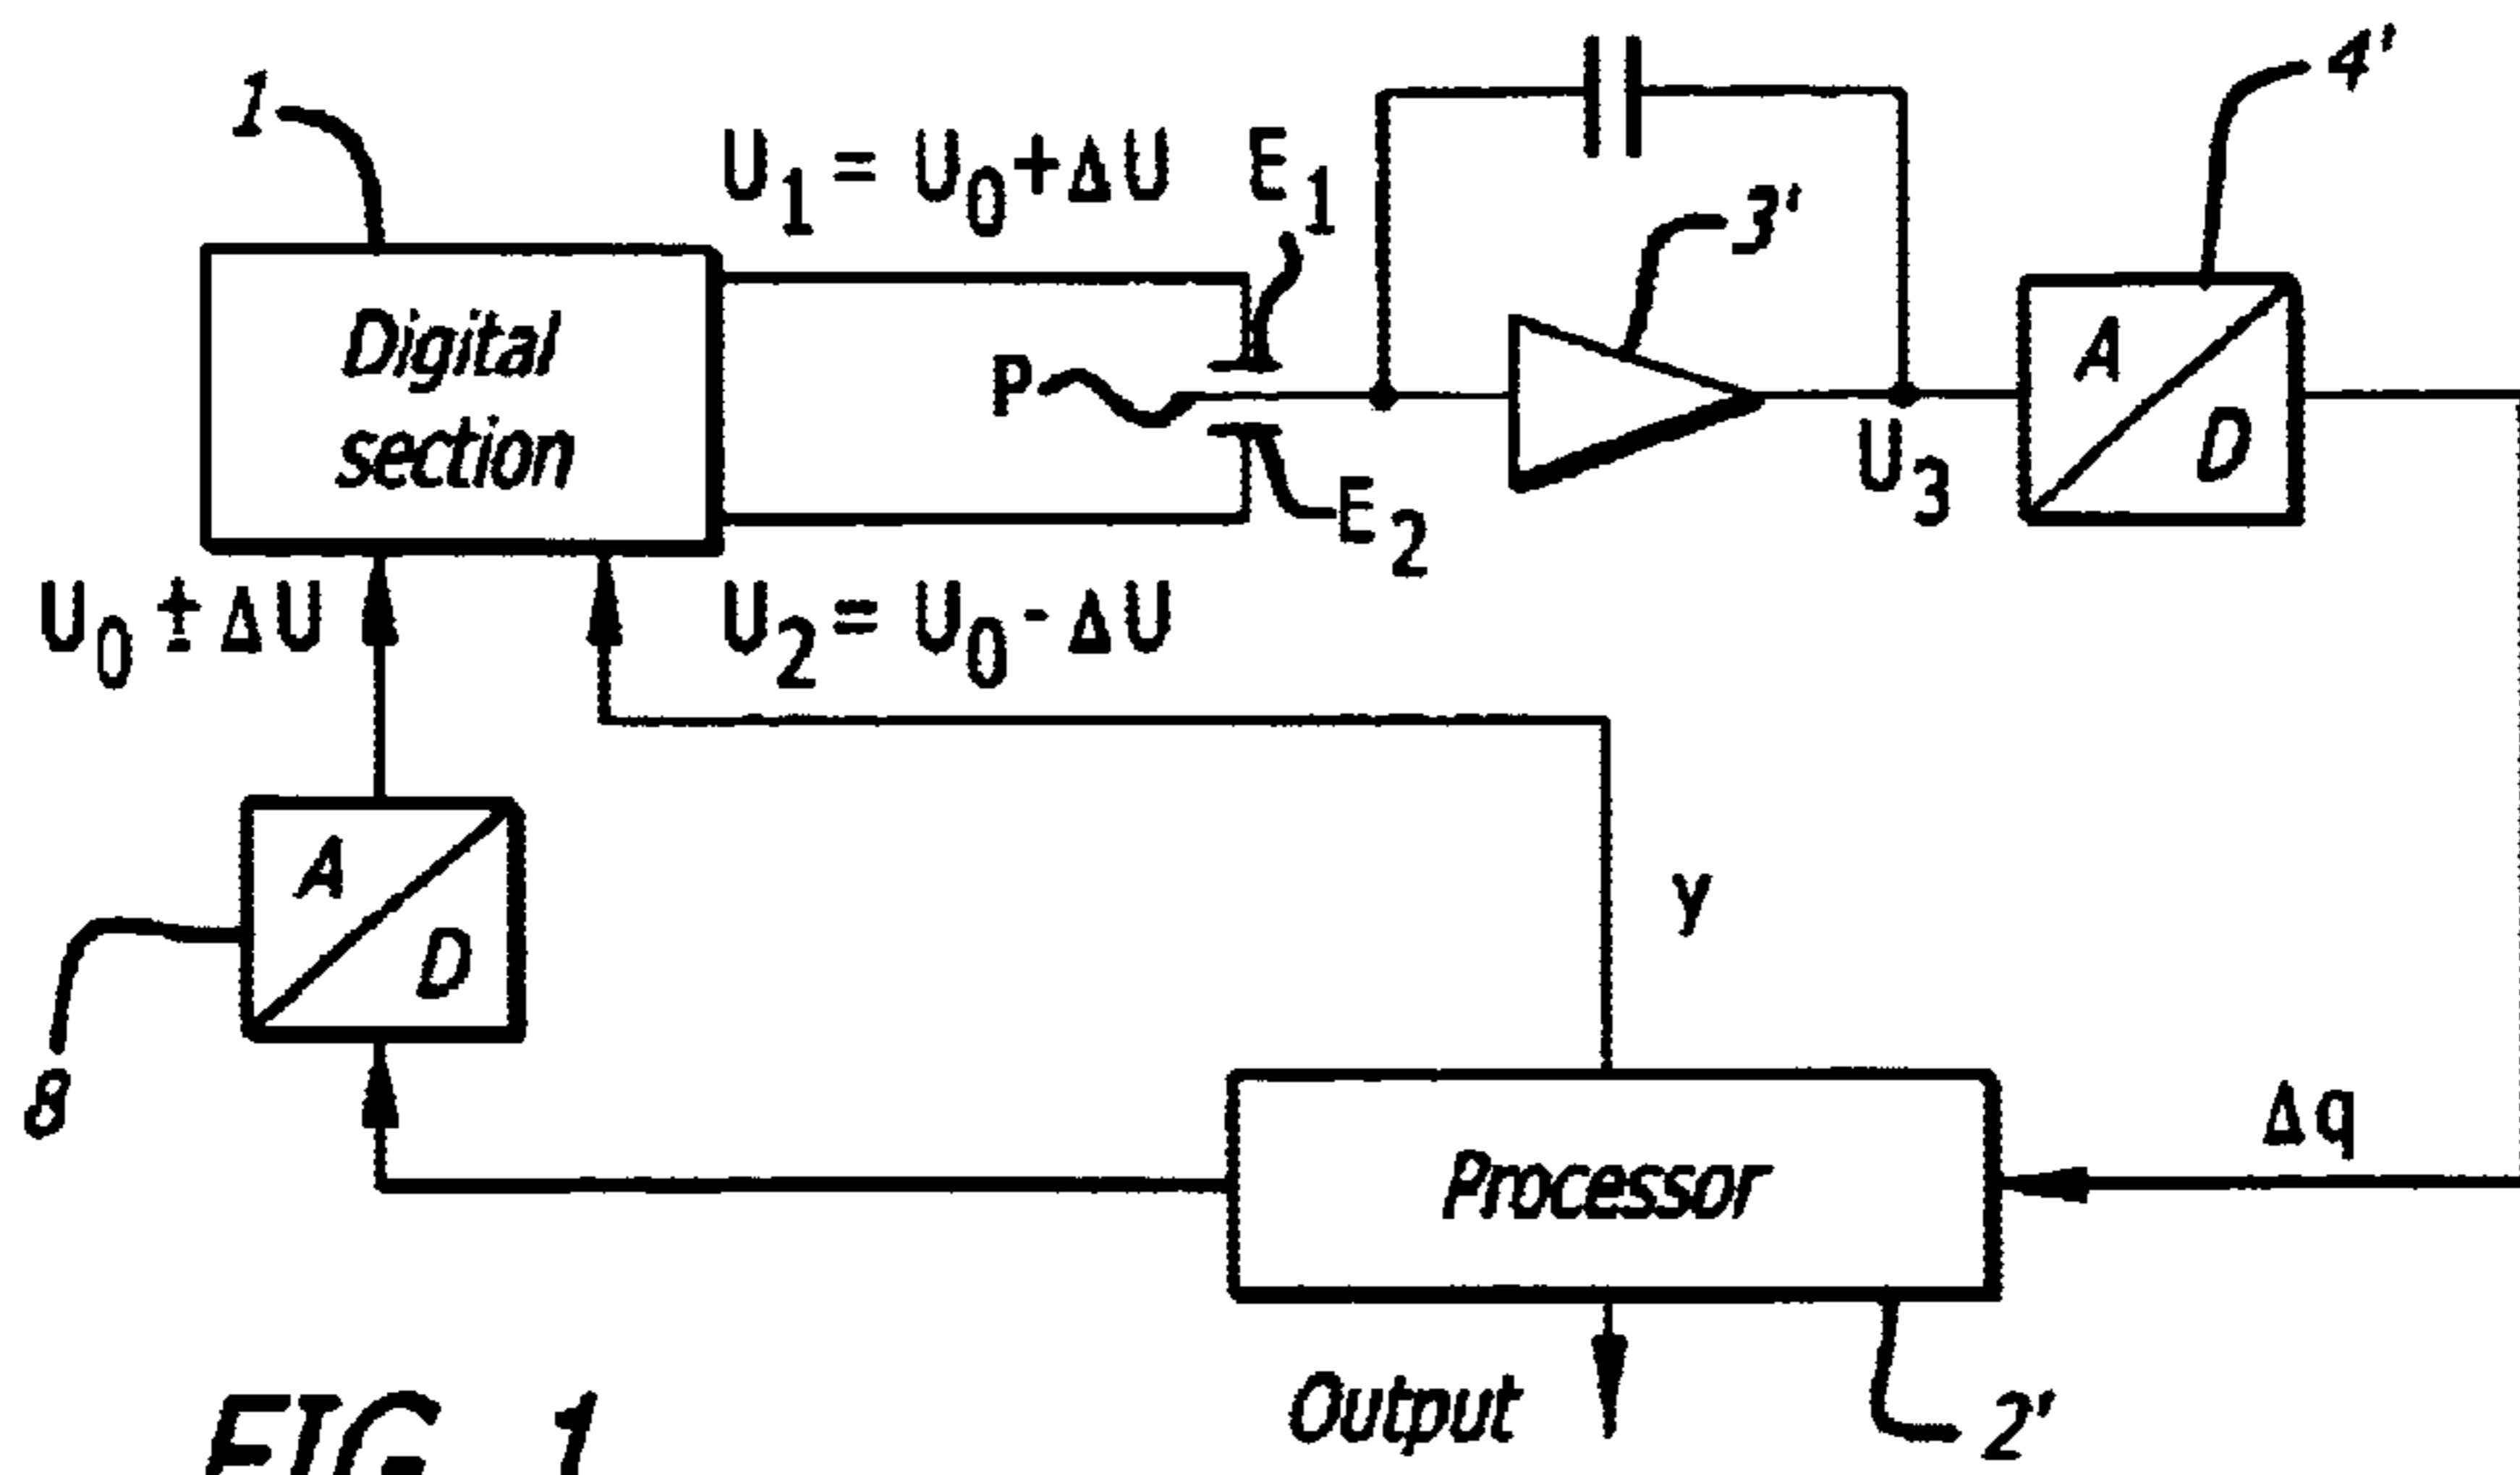 1
4'
U1 = U0+ΔU E1
3'
Digital
section
P
A
D
U3
E2
U0 ± ΔU
U2 = U0-ΔU
A
D
y
8
Δq
Processor
Output
2'
FIG. 1